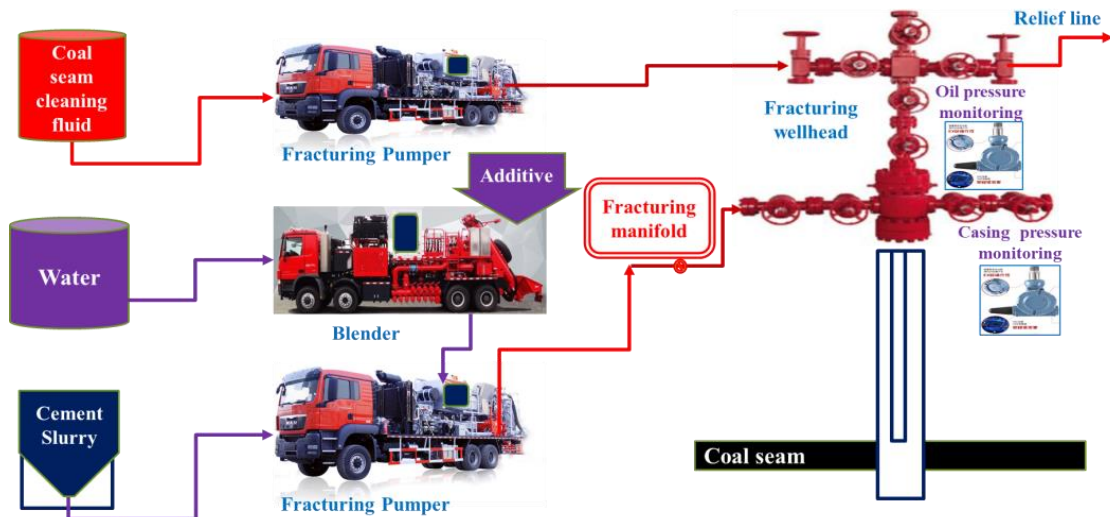 Coal
seam
cleaning
fluid
Fracturing Pumper
Relief line
Fracturing
wellhead
Oil pressure
monitoring
Additive
Fracturing
manifold
Water
Blender
Casing pressure
monitoring
Cement
Slurry
Fracturing Pumper
Coal seam